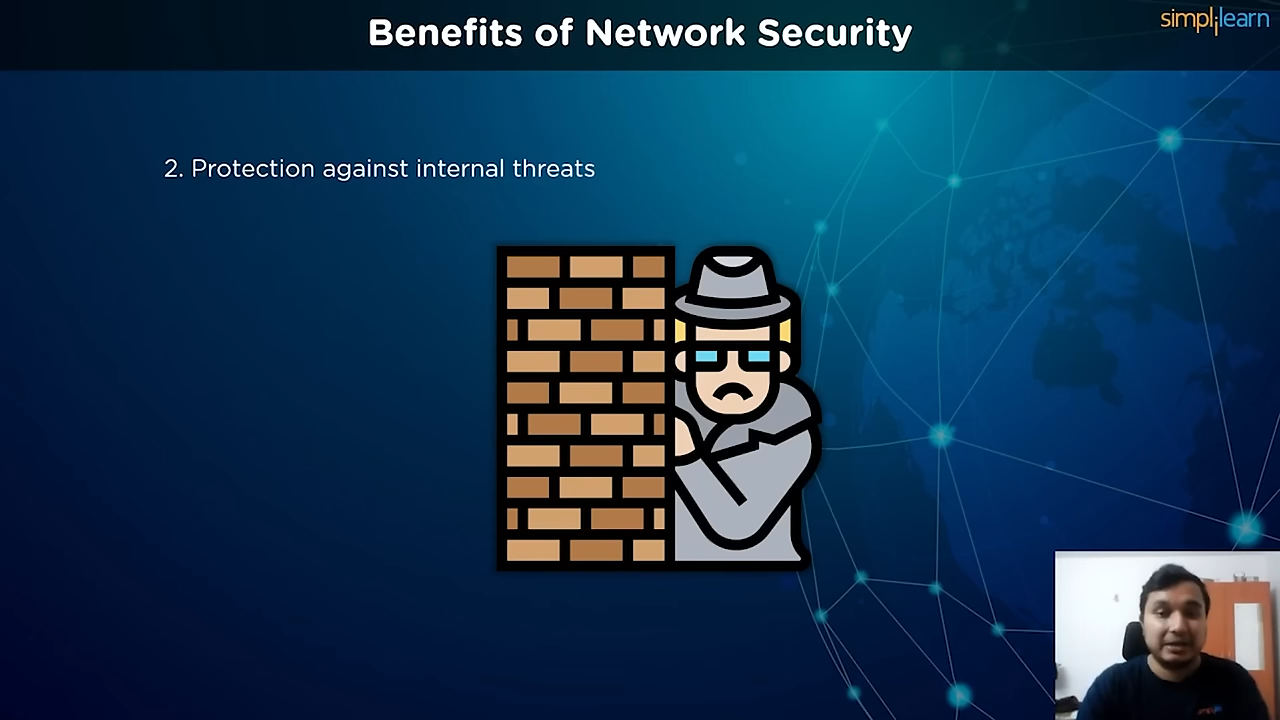 Benefits of Network Security
simplilearn
2. Protection against internal threats